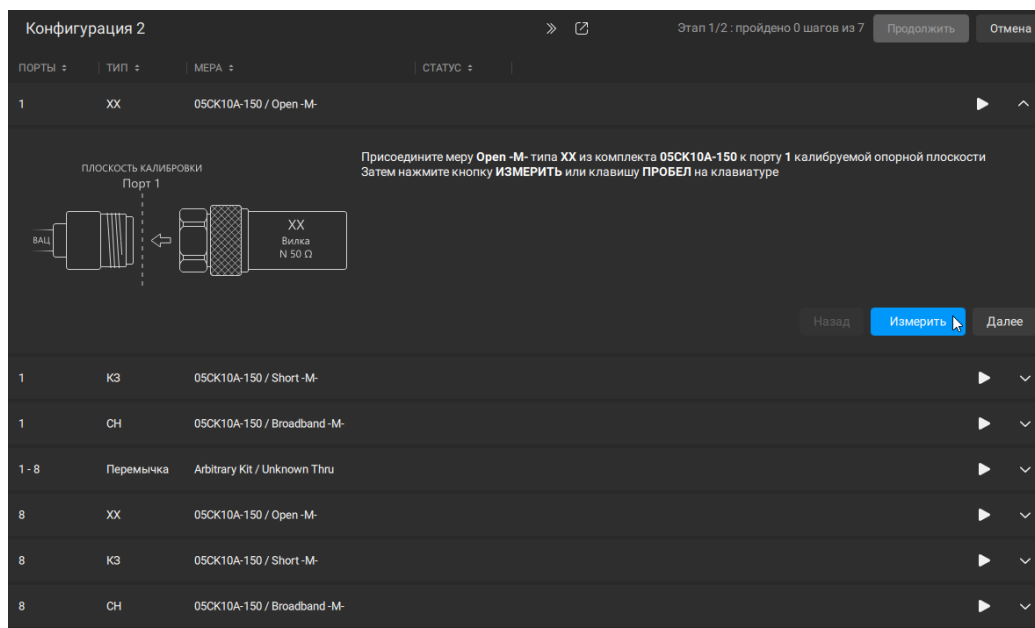 Конфигурация 2
Этап 1/2 : пройдено 0 шагов из 7
Продолжить
Отмена
ПОРТЫ
ТИП
МЕРА
СТАТУС
1 ХХ 05CK10A-150 / Open -M-
ПЛОСКОСТЬ КАЛИБРОВКИ
Порт 1
ВАЦ
ХХ
Вилка
N 50 Ω
Присоедините меру Open -M- типа ХХ из комплекта 05CK10A-150 к порту 1 калибруемой опорной плоскости
Затем нажмите кнопку ИЗМЕРИТЬ или клавишу ПРОБЕЛ на клавиатуре
Назад
Измерить
Далее
1 КЗ 05CK10A-150 / Short -M-
1 СН 05CK10A-150 / Broadband -M-
1 - 8 Перемычка Arbitrary Kit / Unknown Thru
8 ХХ 05CK10A-150 / Open -M-
8 КЗ 05CK10A-150 / Short -M-
8 СН 05CK10A-150 / Broadband -M-